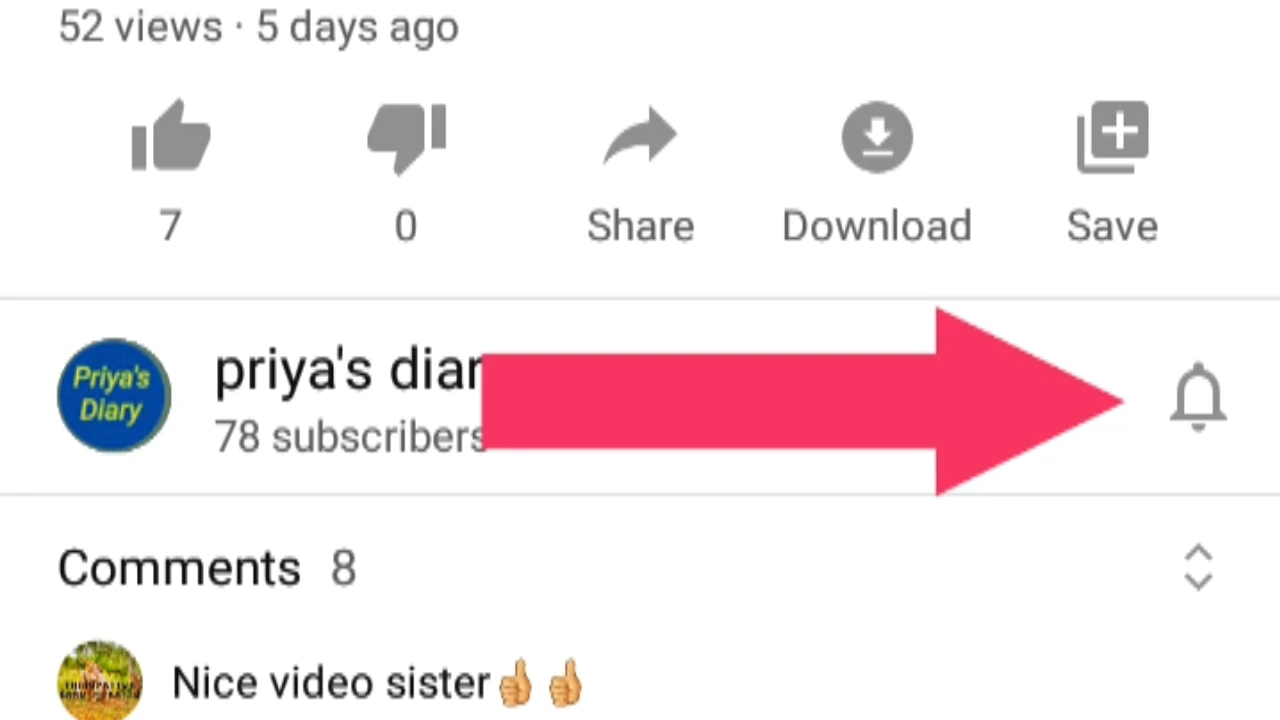 52 views · 5 days ago
7
0
Share
Download
Save
Priya's
Diary
priya's diar
78 subscribers
Comments 8
Nice video sister👍👍